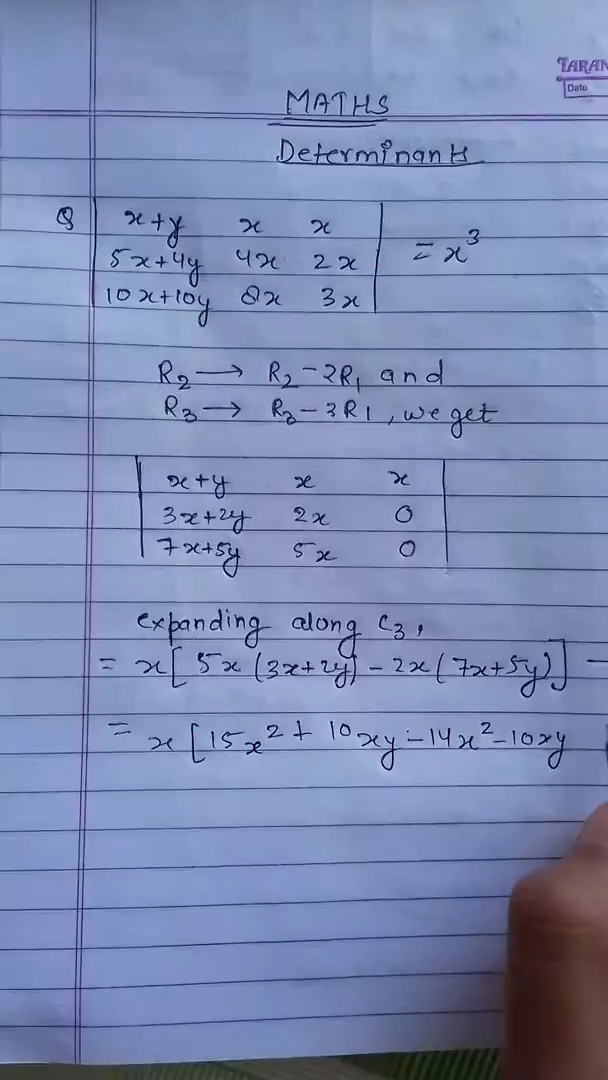 TARAN
Date
MATHS
Determinants
Q | x+y x x | = x³
| 5x+4y 4x 2x |
| 10x+10y 8x 3x |
R₂ → R₂-2R₁ and
R₃ → R₃-3R1, we get
| x+y x x |
| 3x+2y 2x 0 |
| 7x+5y 5x 0 |
expanding along C₃,
= x[ 5x (3x+2y) - 2x (7x+5y)] -
= x [15x² + 10xy - 14x² - 10xy